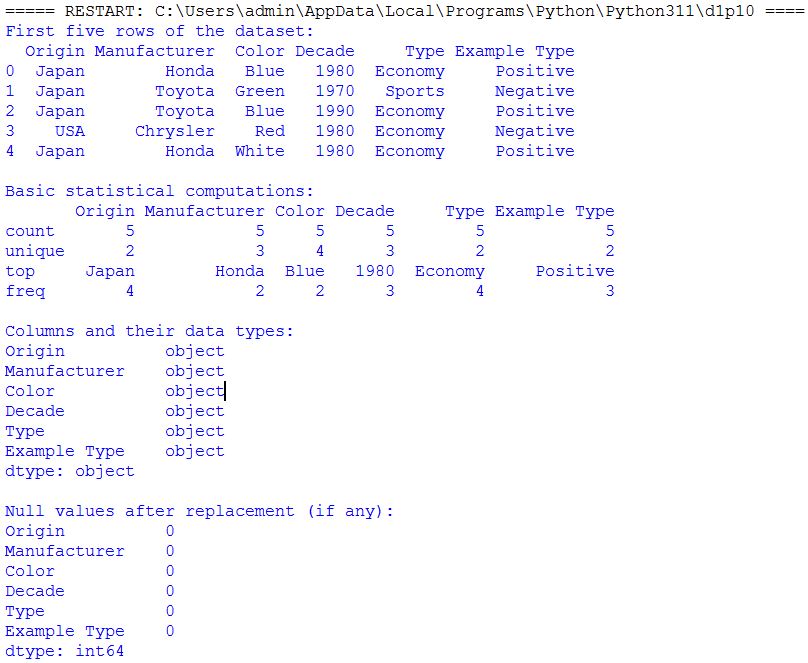 ===== RESTART: C:\Users\admin\AppData\Local\Programs\Python\Python311\d1p10 ====
First five rows of the dataset:
  Origin Manufacturer  Color Decade     Type Example Type
0  Japan        Honda   Blue   1980  Economy     Positive
1  Japan       Toyota  Green   1970   Sports     Negative
2  Japan       Toyota   Blue   1990  Economy     Positive
3    USA     Chrysler    Red   1980  Economy     Negative
4  Japan        Honda  White   1980  Economy     Positive

Basic statistical computations:
       Origin Manufacturer Color Decade     Type Example Type
count       5            5     5      5        5            5
unique      2            3     4      3        2            2
top     Japan        Honda  Blue   1980  Economy     Positive
freq        4            2     2      3        4            3

Columns and their data types:
Origin          object
Manufacturer    object
Color           object
Decade          object
Type            object
Example Type    object
dtype: object

Null values after replacement (if any):
Origin          0
Manufacturer    0
Color           0
Decade          0
Type            0
Example Type    0
dtype: int64